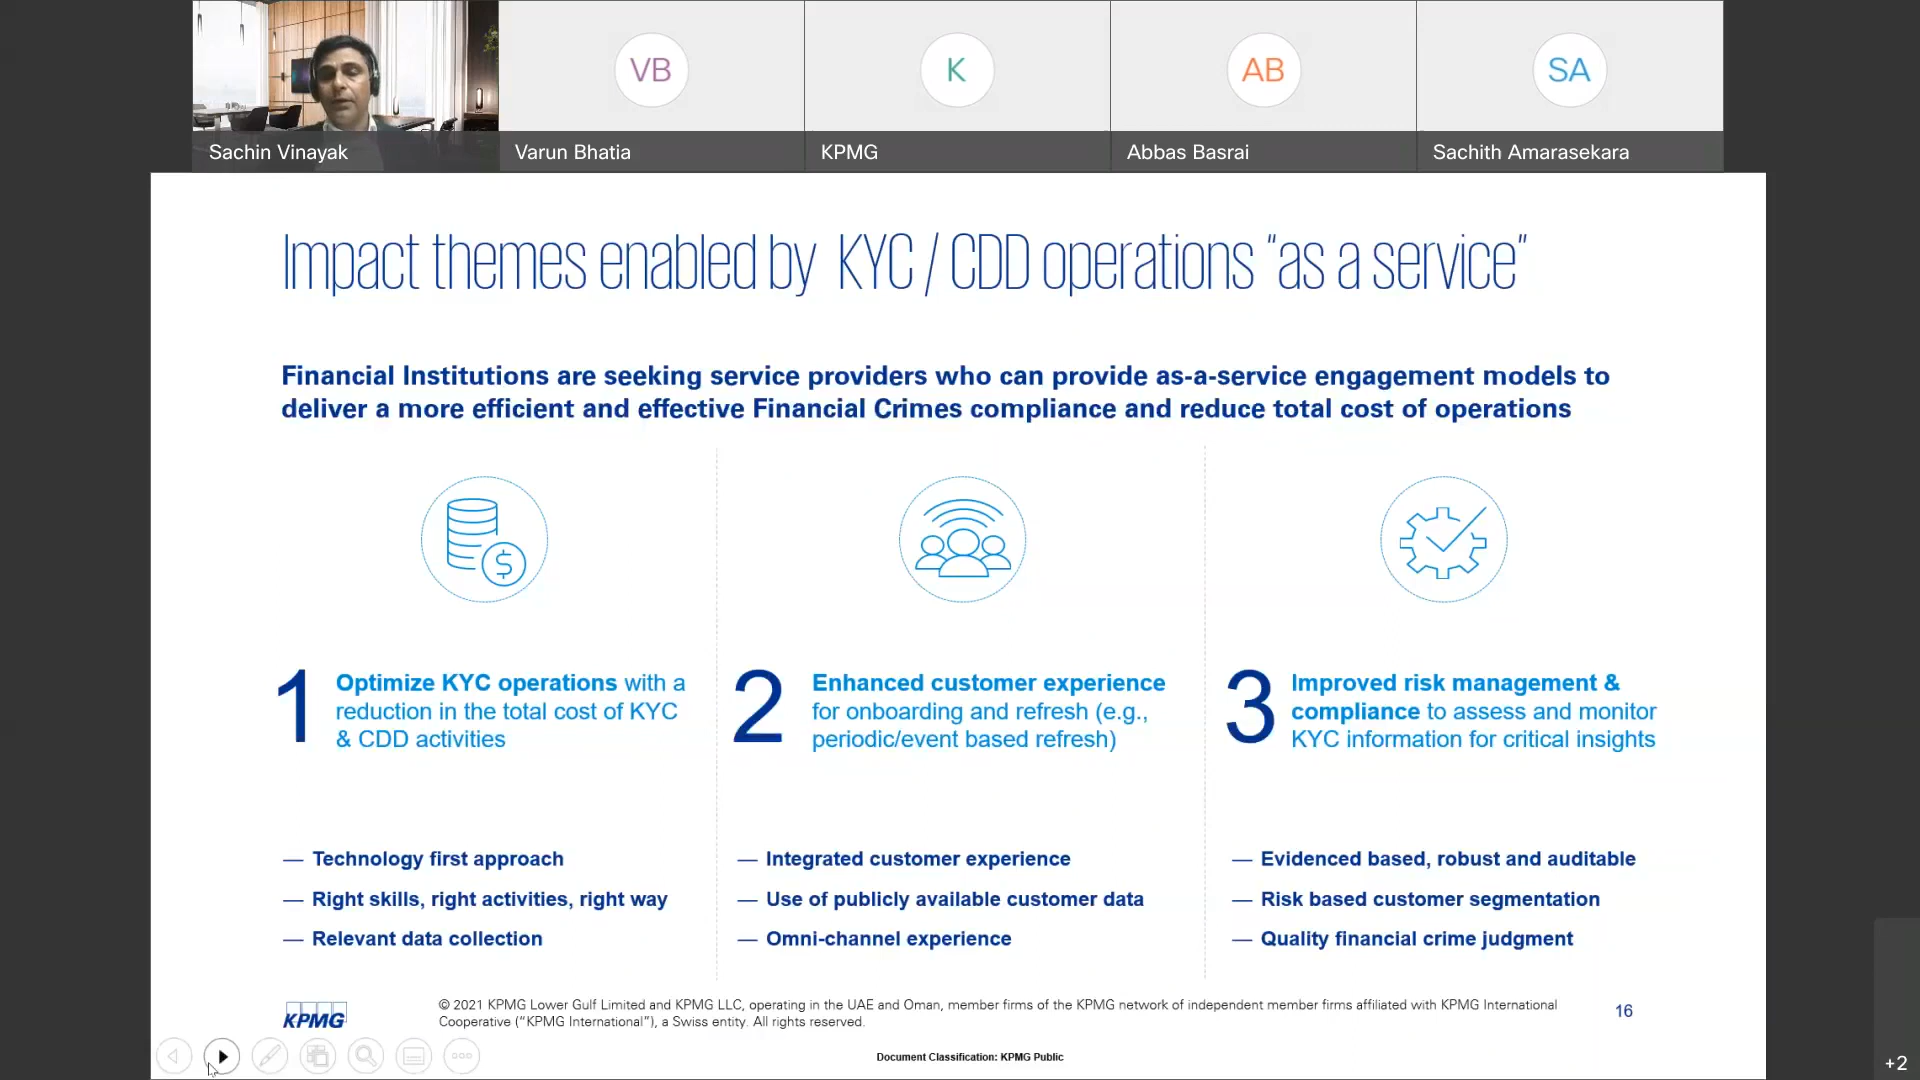 VB
K
AB
SA
Sachin Vinayak
Varun Bhatia
KPMG
Abbas Basrai
Sachith Amarasekara
Impact themes enabled by KYC / CDD operations “as a service”
Financial Institutions are seeking service providers who can provide as-a-service engagement models to
deliver a more efficient and effective Financial Crimes compliance and reduce total cost of operations
$
1
Optimize KYC operations with a
reduction in the total cost of KYC
& CDD activities
2
Enhanced customer experience
for onboarding and refresh (e.g.,
periodic/event based refresh)
3
Improved risk management &
compliance to assess and monitor
KYC information for critical insights
— Technology first approach
— Right skills, right activities, right way
— Relevant data collection
— Integrated customer experience
— Use of publicly available customer data
— Omni-channel experience
— Evidenced based, robust and auditable
— Risk based customer segmentation
— Quality financial crime judgment
KPMG
© 2021 KPMG Lower Gulf Limited and KPMG LLC, operating in the UAE and Oman, member firms of the KPMG network of independent member firms affiliated with KPMG International
Cooperative (“KPMG International”), a Swiss entity. All rights reserved.
16
Document Classification: KPMG Public
+2